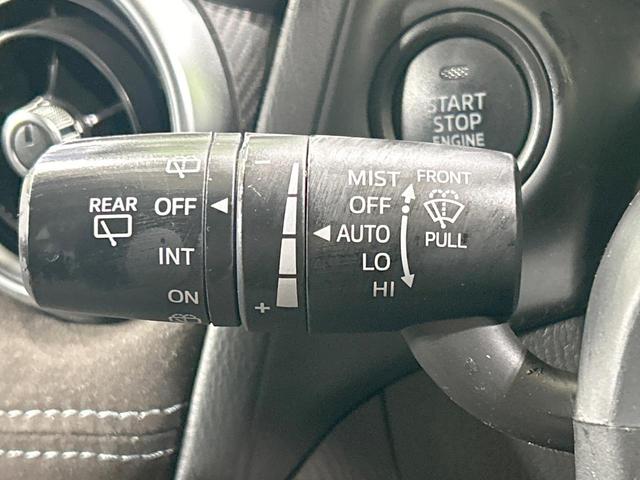 START
STOP
ENGINE
REAR
OFF
INT
ON
−
+
MIST
OFF
AUTO
LO
HI
FRONT
PULL